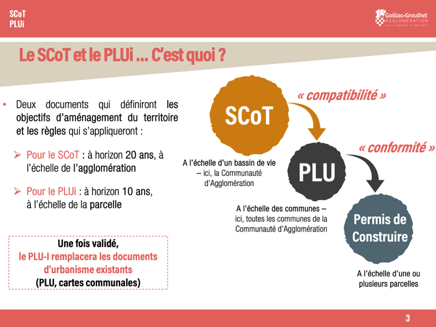 SCoT
PLUi
Gaillac-Graulhet
AGGLOMÉRATION
Le SCoT et le PLUi ... C'est quoi ?
• Deux documents qui définiront les
objectifs d'aménagement du territoire
et les règles qui s'appliqueront :
➢ Pour le SCoT : à horizon 20 ans, à
l'échelle de l'agglomération
➢ Pour le PLUi : à horizon 10 ans,
à l'échelle de la parcelle
Une fois validé,
le PLU-I remplacera les documents
d'urbanisme existants
(PLU, cartes communales)
« compatibilité »
SCoT
« conformité »
A l'échelle d'un bassin de vie
– ici, la Communauté
d'Agglomération
PLU
A l'échelle des communes –
ici, toutes les communes de la
Communauté d'Agglomération
Permis de
Construire
A l'échelle d'une ou
plusieurs parcelles
3